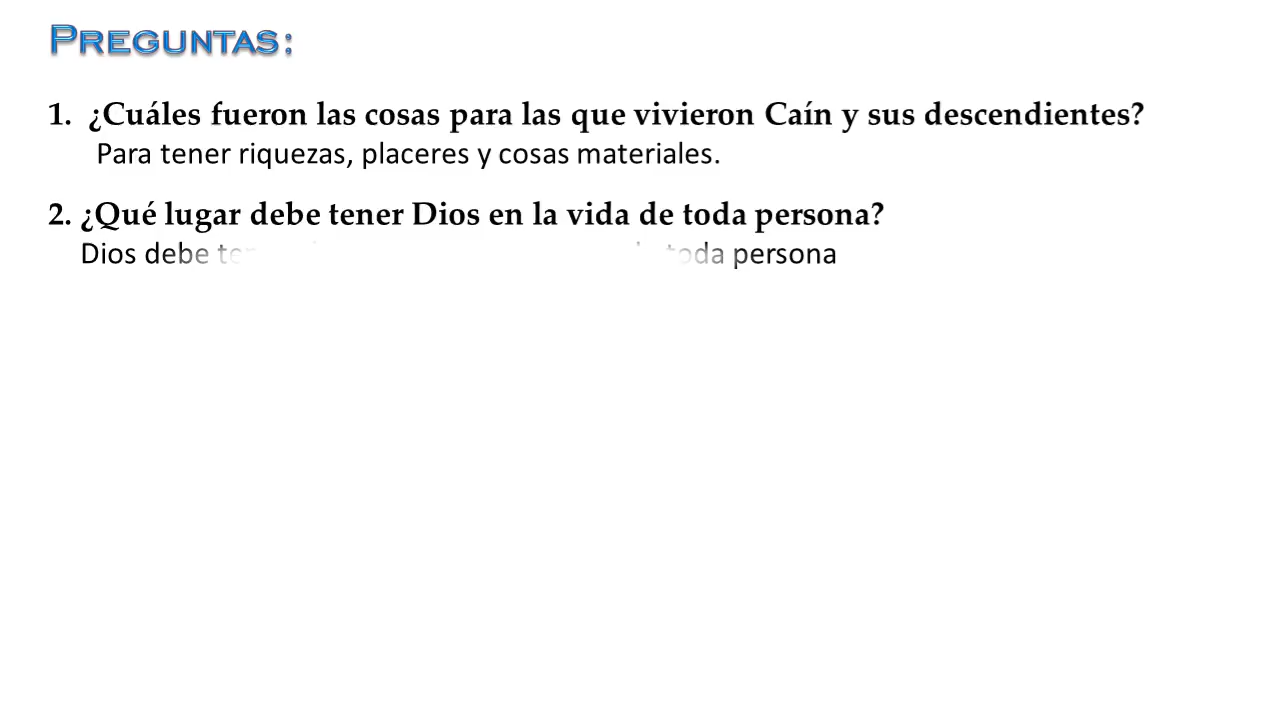 Preguntas:
1. ¿Cuáles fueron las cosas para las que vivieron Caín y sus descendientes?
Para tener riquezas, placeres y cosas materiales.
2. ¿Qué lugar debe tener Dios en la vida de toda persona?
Dios debe toda persona